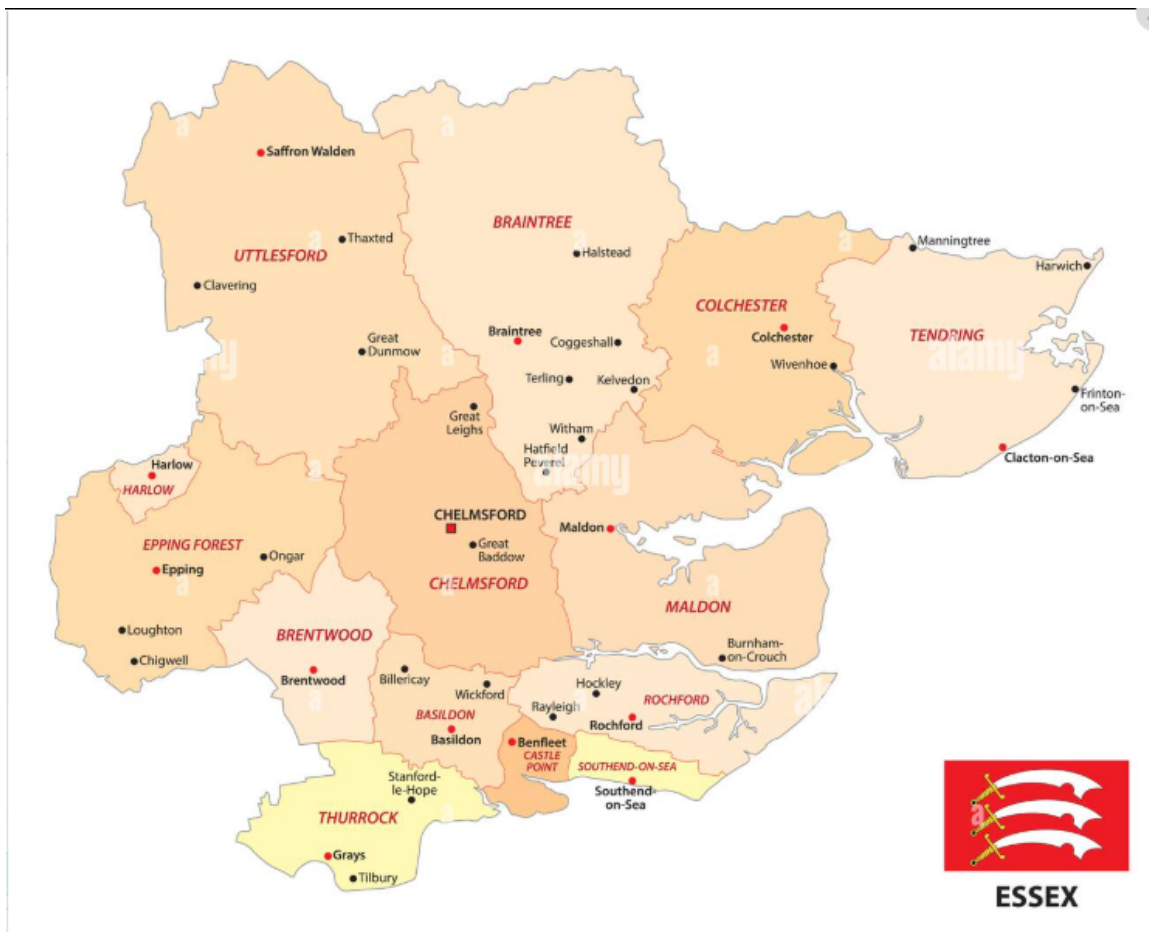 Saffron Walden
BRAINTREE
Thaxted
UTTLESFORD
Halstead
Manningtree
Harwich
Clavering
COLCHESTER
Braintree
Colchester
TENDRING
Great
Dunmow
Coggeshall
Wivenhoe
Terling
Kelvedon
Frinton-
on-Sea
Great
Leighs
Witham
Hatfield
Peverel
Clacton-on-Sea
Harlow
HARLOW
alamy
alamy
CHELMSFORD
Maldon
EPPING FOREST
Ongar
Great
Baddow
Epping
CHELMSFORD
MALDON
Loughton
BRENTWOOD
Burnham-
on-Crouch
Chigwell
Brentwood
Billericay
Wickford
Hockley
ROCHFORD
BASILDON
Rayleigh
Rochford
Basildon
Benfleet
CASTLE
POINT
SOUTHEND-ON-SEA
Stanford-
le-Hope
Southend-
on-Sea
THURROCK
Grays
Tilbury
a
a
a
a
a
a
a
a
a
a
a
a
a
a
ESSEX